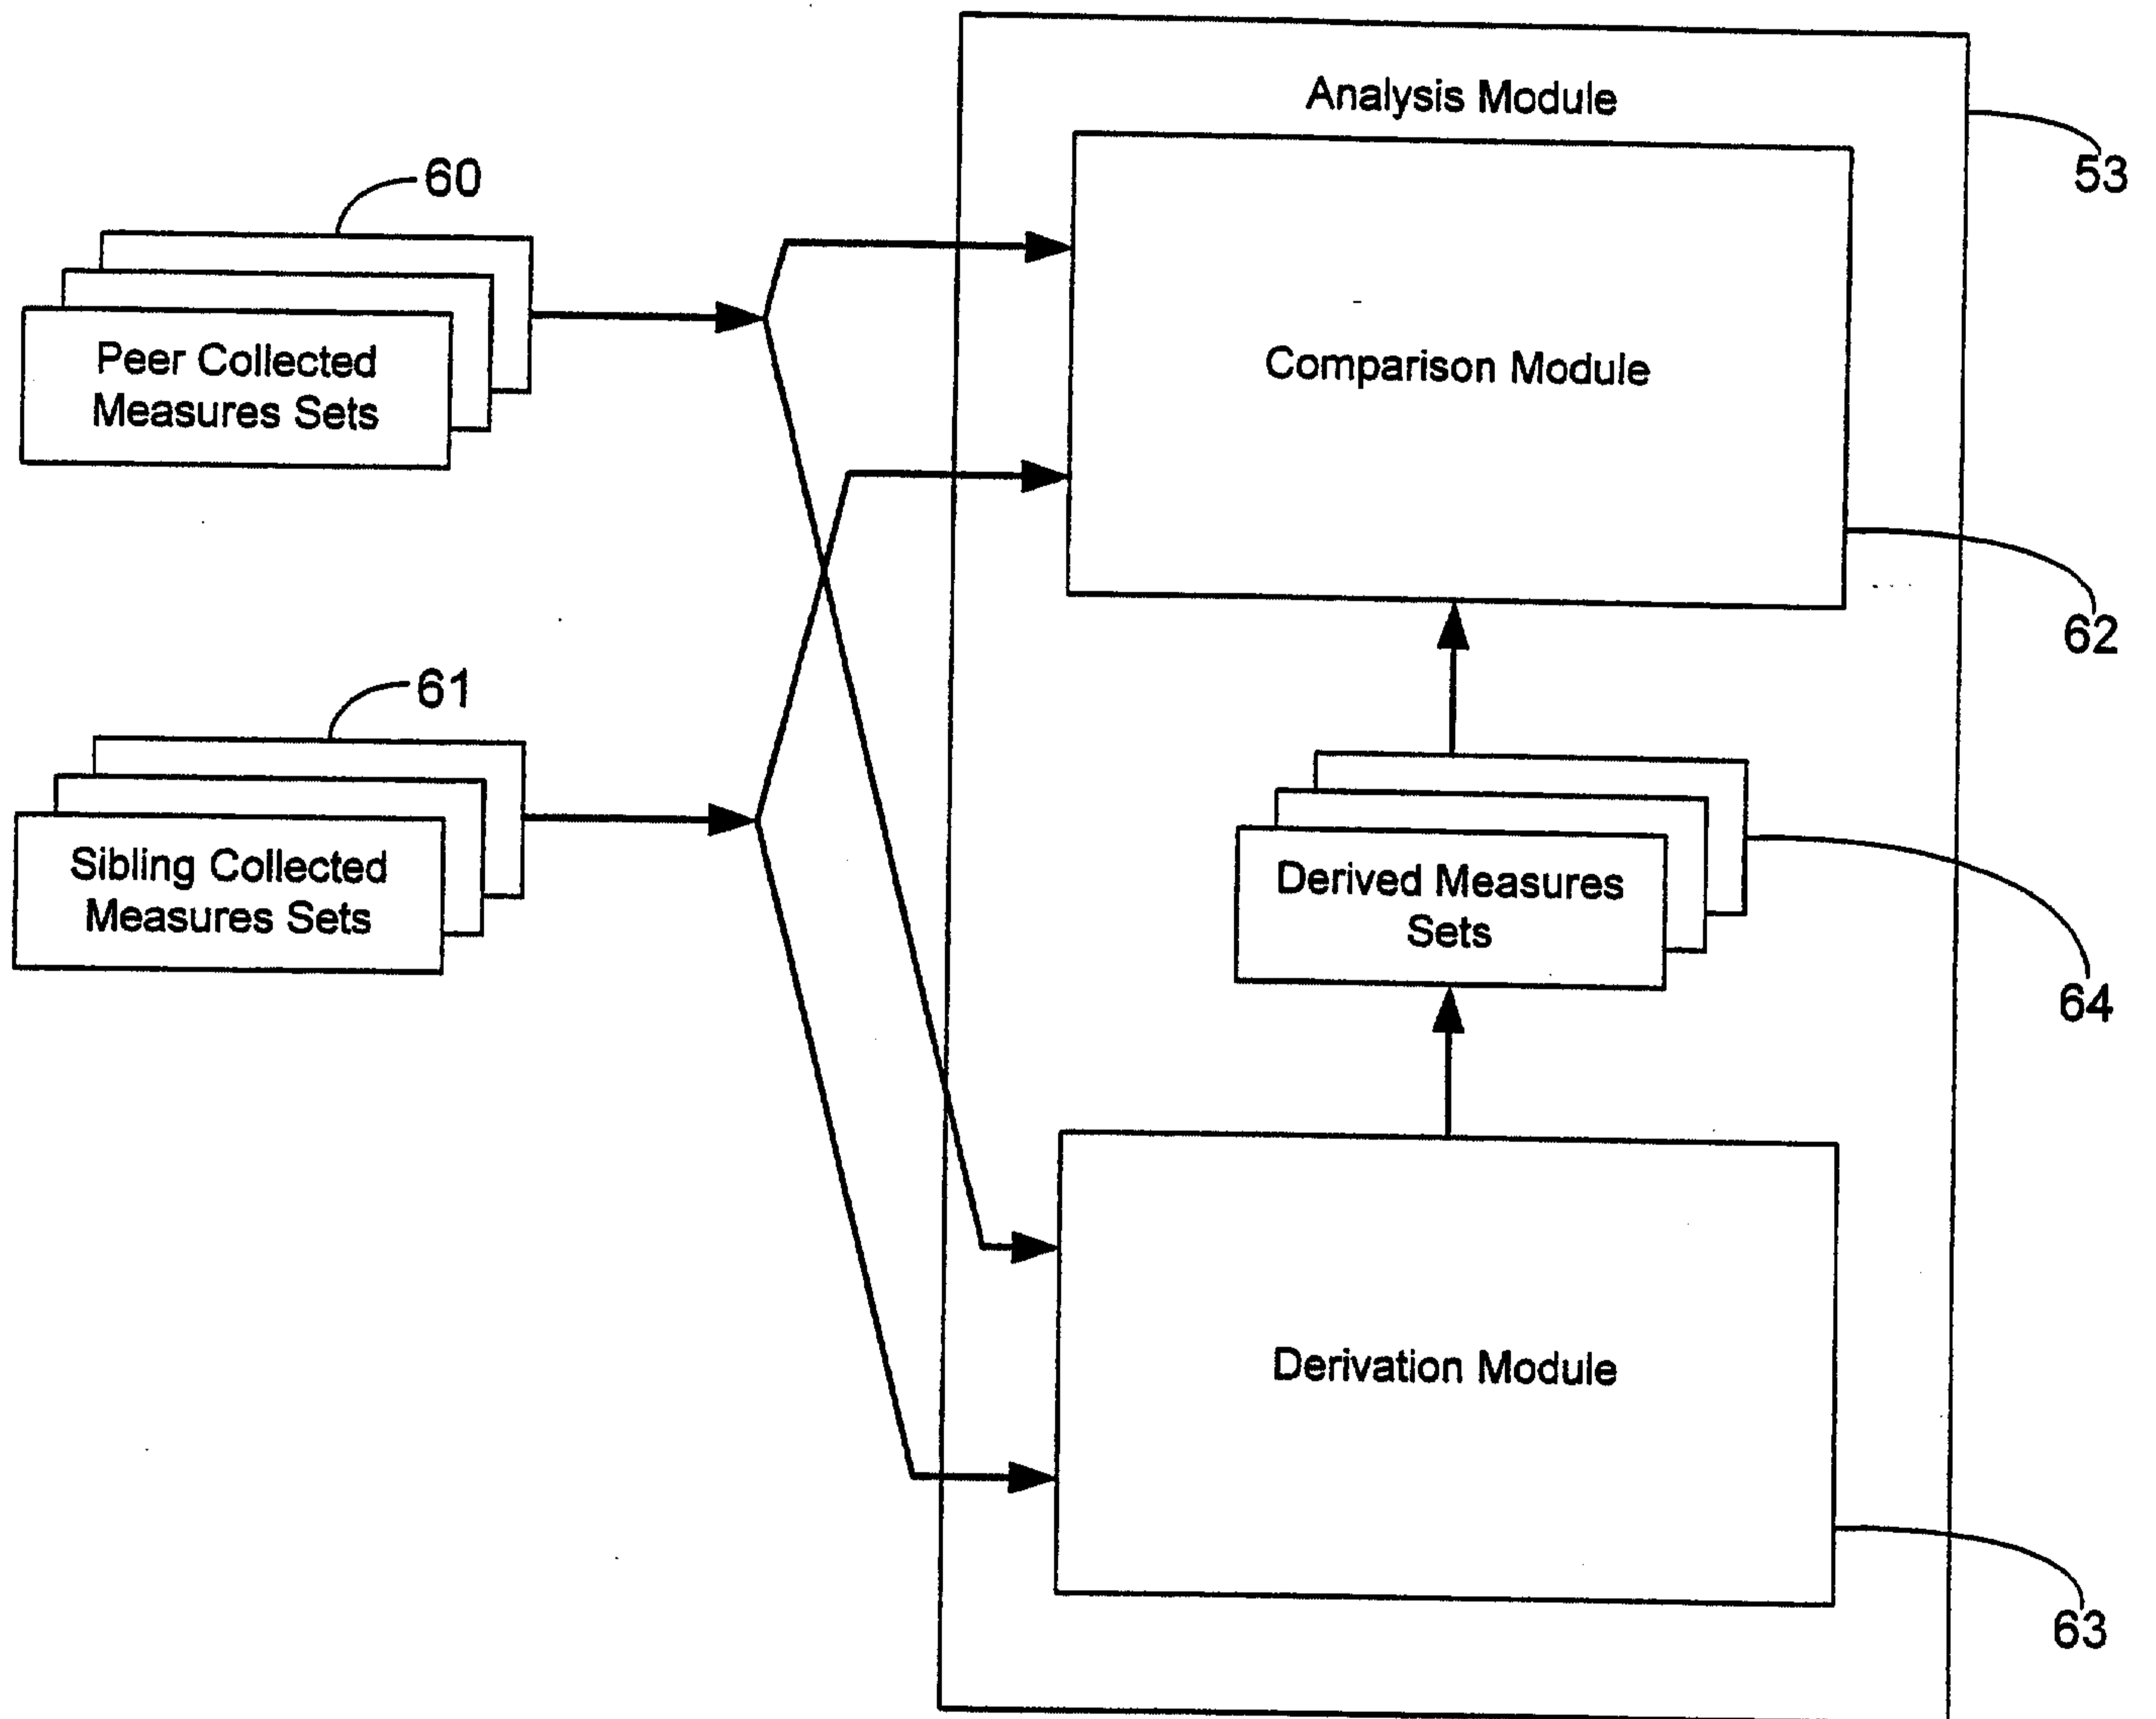 Analysis Module
53
60
Peer Collected
Measures Sets
Comparison Module
62
61
Sibling Collected
Measures Sets
Derived Measures
Sets
64
Derivation Module
63